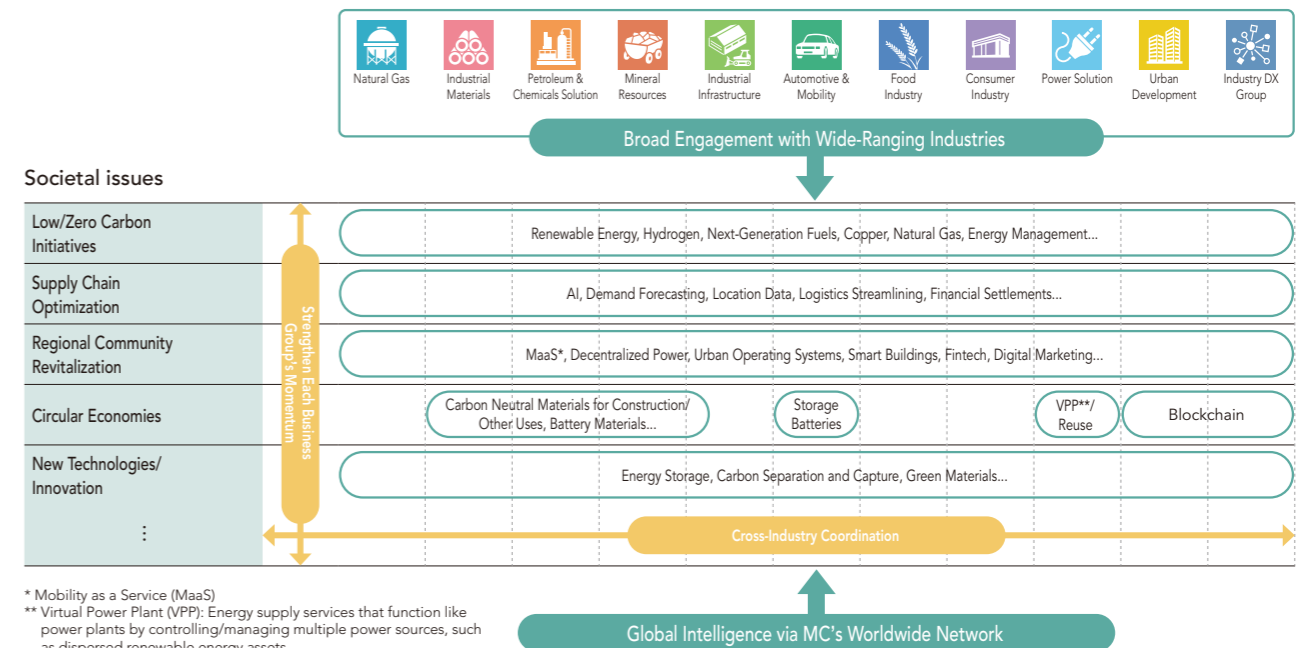 Natural Gas
Industrial
Materials
Petroleum &
Chemicals Solution
Mineral
Resources
Industrial
Infrastructure
Automotive &
Mobility
Food
Industry
Consumer
Industry
Power Solution
Urban
Development
Industry DX
Group
Broad Engagement with Wide-Ranging Industries
Societal issues
Low/Zero Carbon
Initiatives
Renewable Energy, Hydrogen, Next-Generation Fuels, Copper, Natural Gas, Energy Management...
Supply Chain
Optimization
AI, Demand Forecasting, Location Data, Logistics Streamlining, Financial Settlements...
Strengthen Each Business
Group's Momentum
Regional Community
Revitalization
MaaS*, Decentralized Power, Urban Operating Systems, Smart Buildings, Fintech, Digital Marketing...
Circular Economies
Carbon Neutral Materials for Construction/
Other Uses, Battery Materials...
Storage
Batteries
VPP**/
Reuse
Blockchain
New Technologies/
Innovation
Energy Storage, Carbon Separation and Capture, Green Materials...
⋮
Cross-Industry Coordination
* Mobility as a Service (MaaS)
** Virtual Power Plant (VPP): Energy supply services that function like
power plants by controlling/managing multiple power sources, such
as dispersed renewable energy assets
Global Intelligence via MC's Worldwide Network